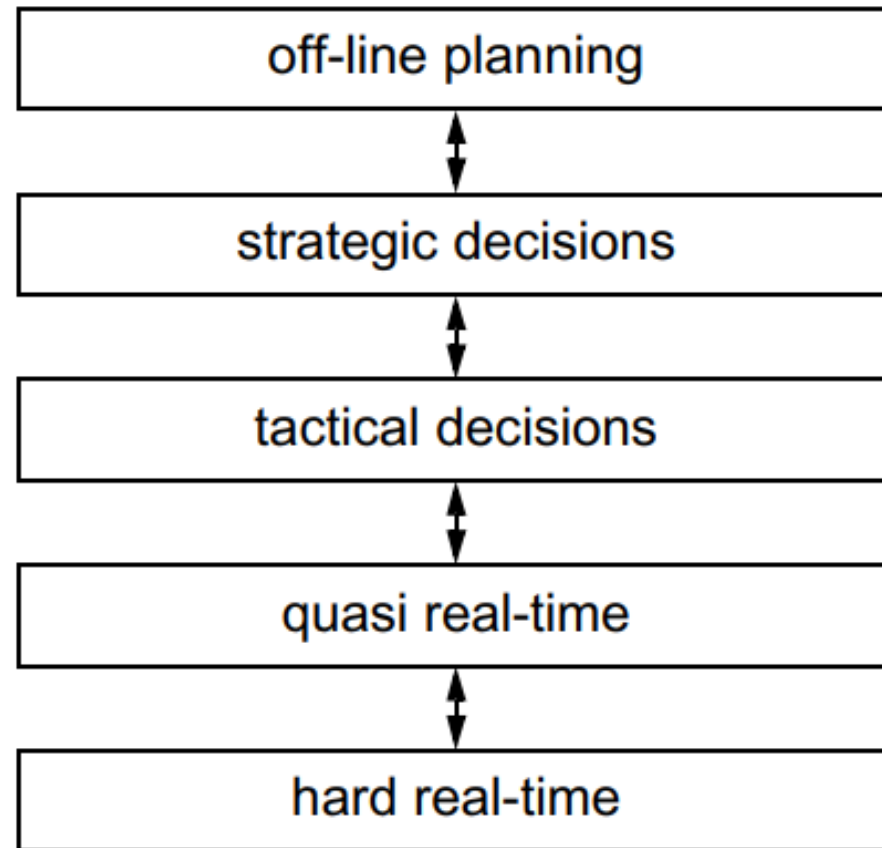 off-line planning
strategic decisions
tactical decisions
quasi real-time
hard real-time